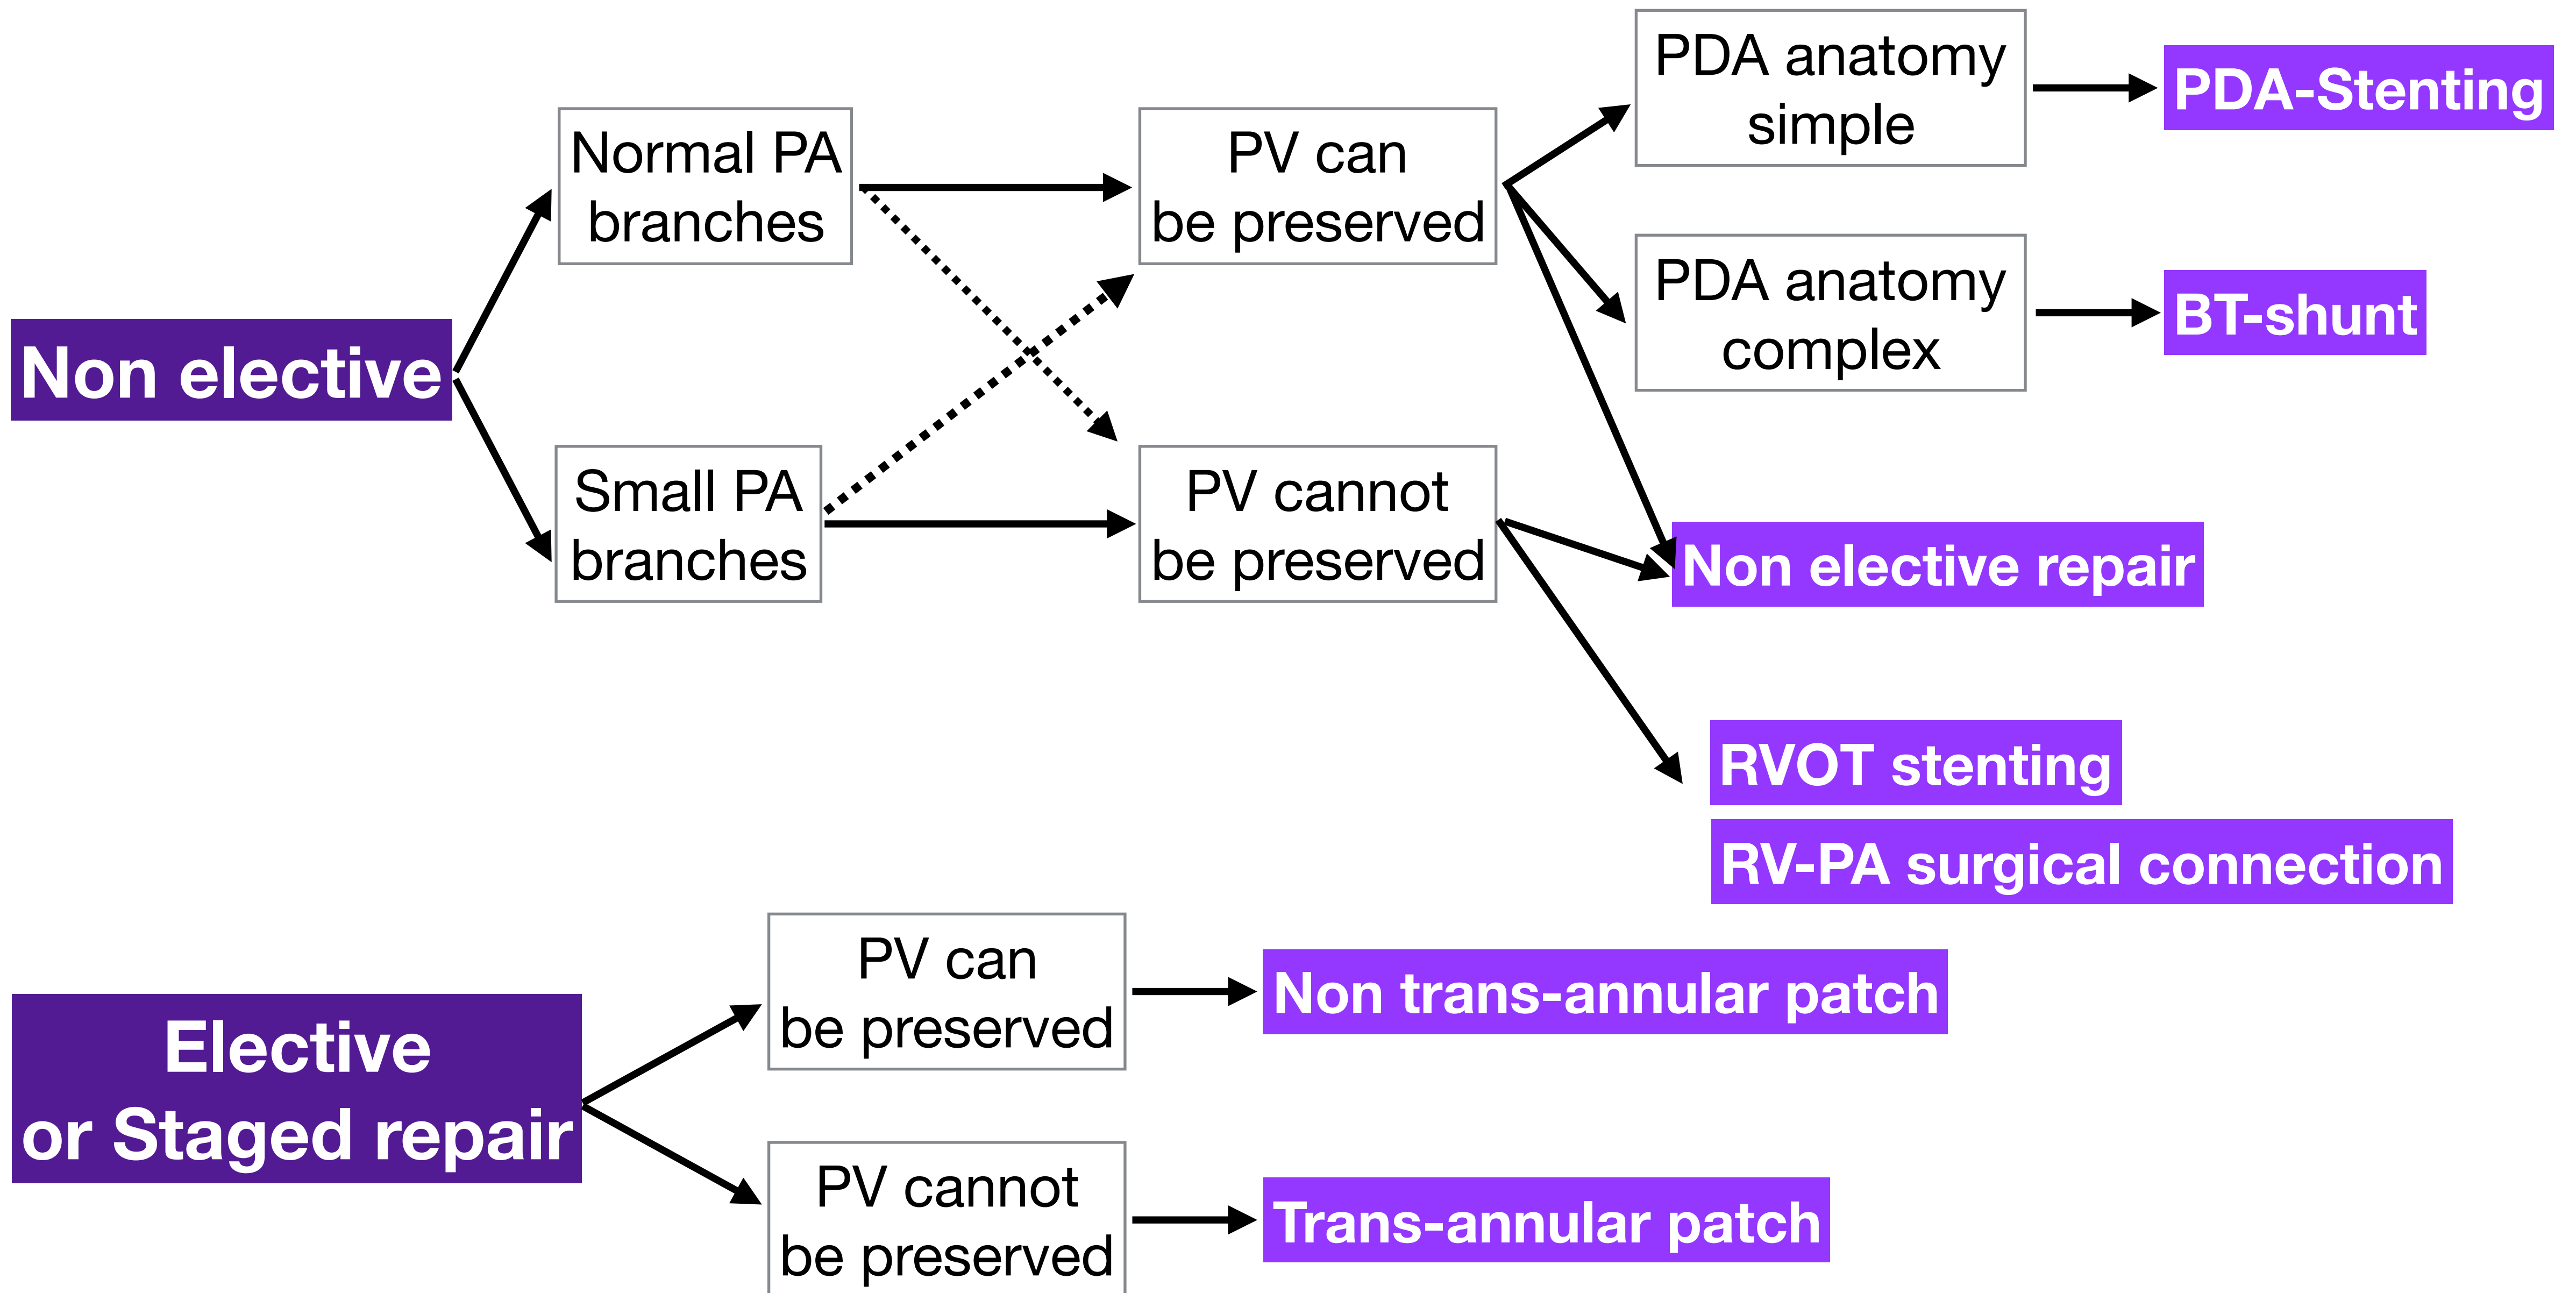 Non elective
Normal PA
branches
Small PA
branches
PV can
be preserved
PV cannot
be preserved
PDA anatomy
simple
PDA anatomy
complex
PDA-Stenting
BT-shunt
Non elective repair
RVOT stenting
RV-PA surgical connection
Elective
or Staged repair
PV can
be preserved
PV cannot
be preserved
Non trans-annular patch
Trans-annular patch